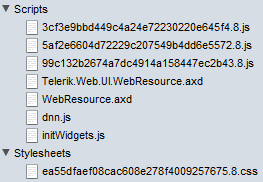 Scripts
3cf3e9bbd449c4a24e72230220e645f4.8.js
5af2e6604d72229c207549b4dd6e5572.8.js
99c132b2674a7dc4914a158447ec2b43.8.js
Telerik.Web.UI.WebResource.axd
WebResource.axd
dnn.js
initWidgets.js
Stylesheets
ea55dfaef08cac608e278f4009257675.8.css